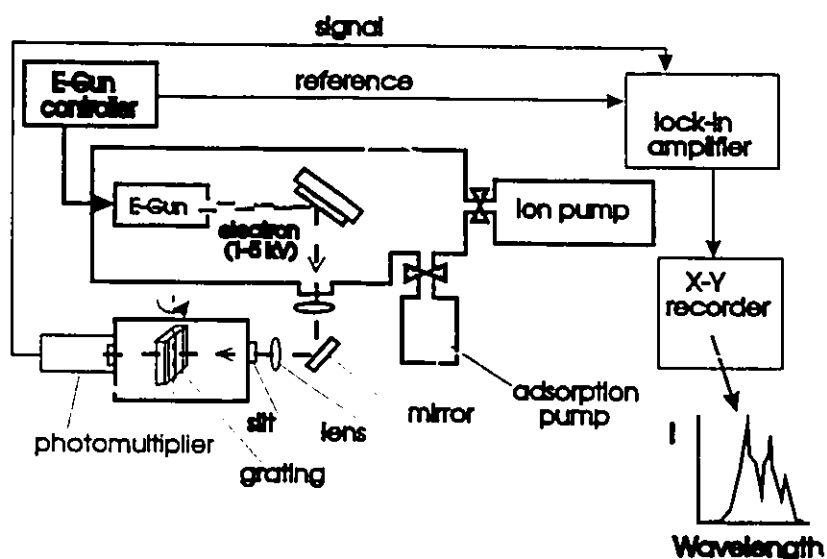 signal
E-Gun
controller
reference
lock-in
amplifier
E-Gun
electron
(1-5 kV)
Ion pump
X-Y
recorder
adsorption
pump
mirror
lens
slit
photomultiplier
grating
I
Wavelength